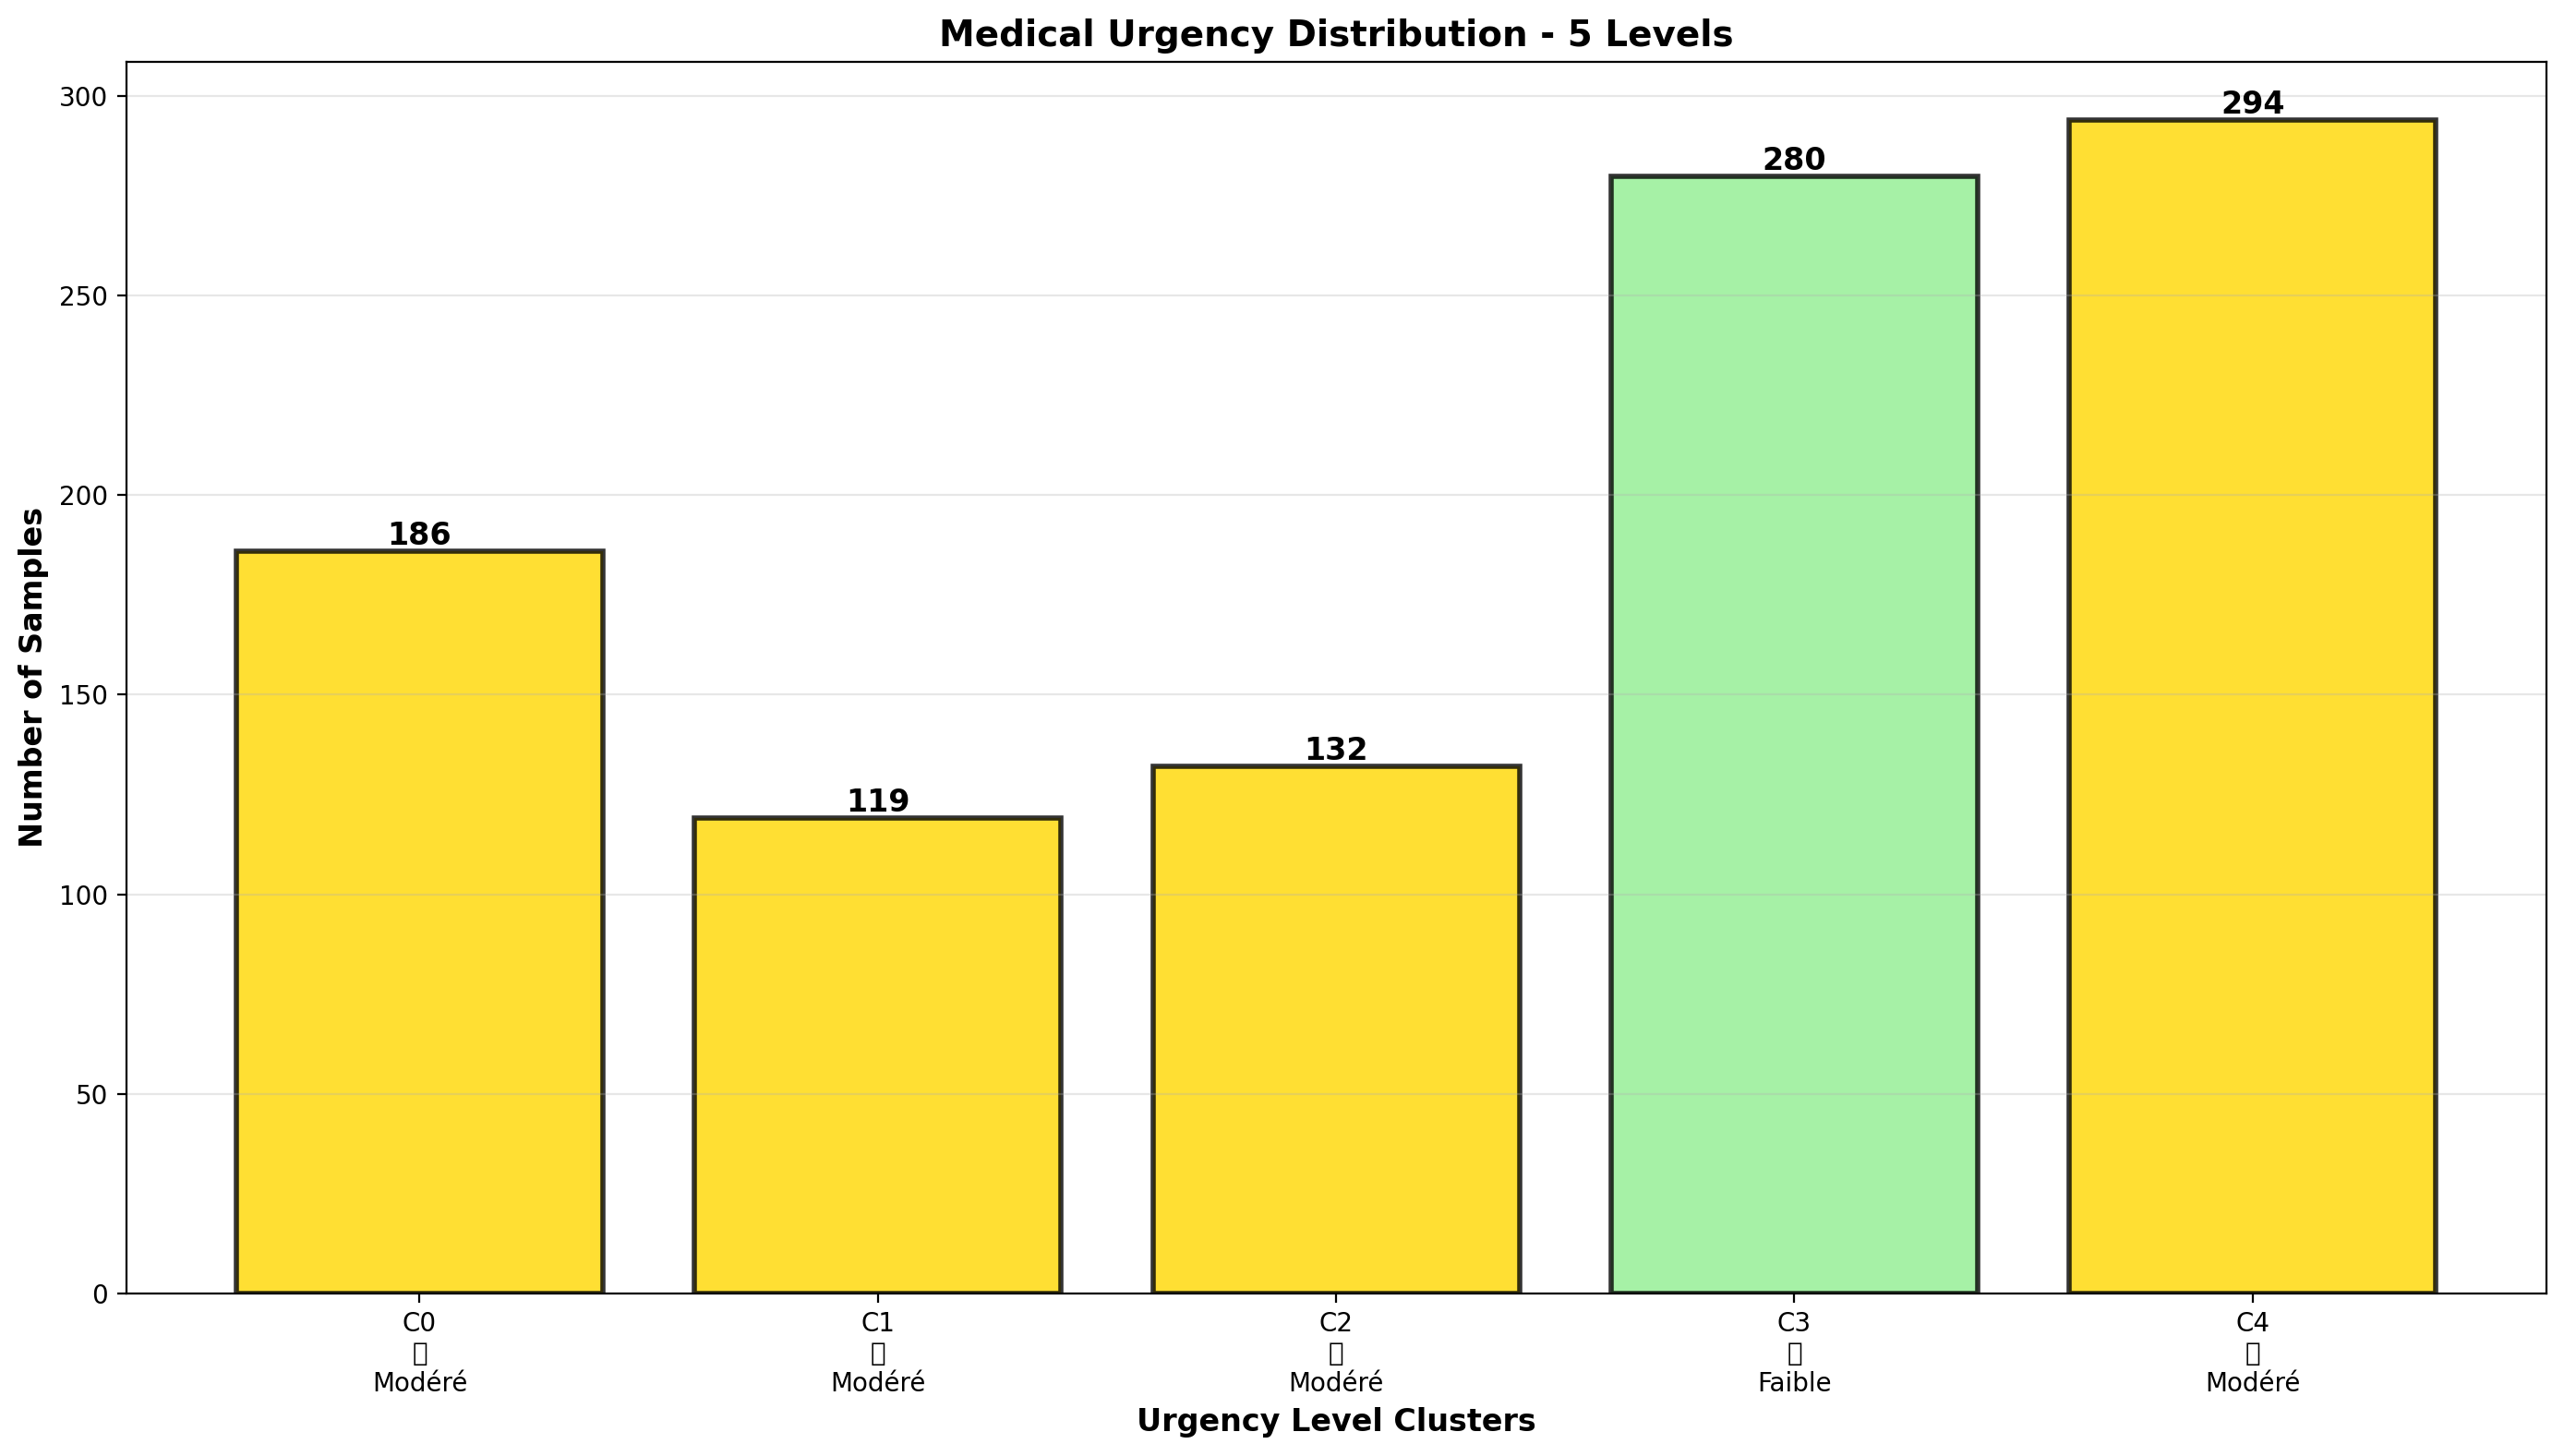 Medical Urgency Distribution - 5 Levels
Number of Samples
300
250
200
150
100
50
0
186
119
132
280
294
C0
Modéré
C1
Modéré
C2
Modéré
C3
Faible
C4
Modéré
Urgency Level Clusters